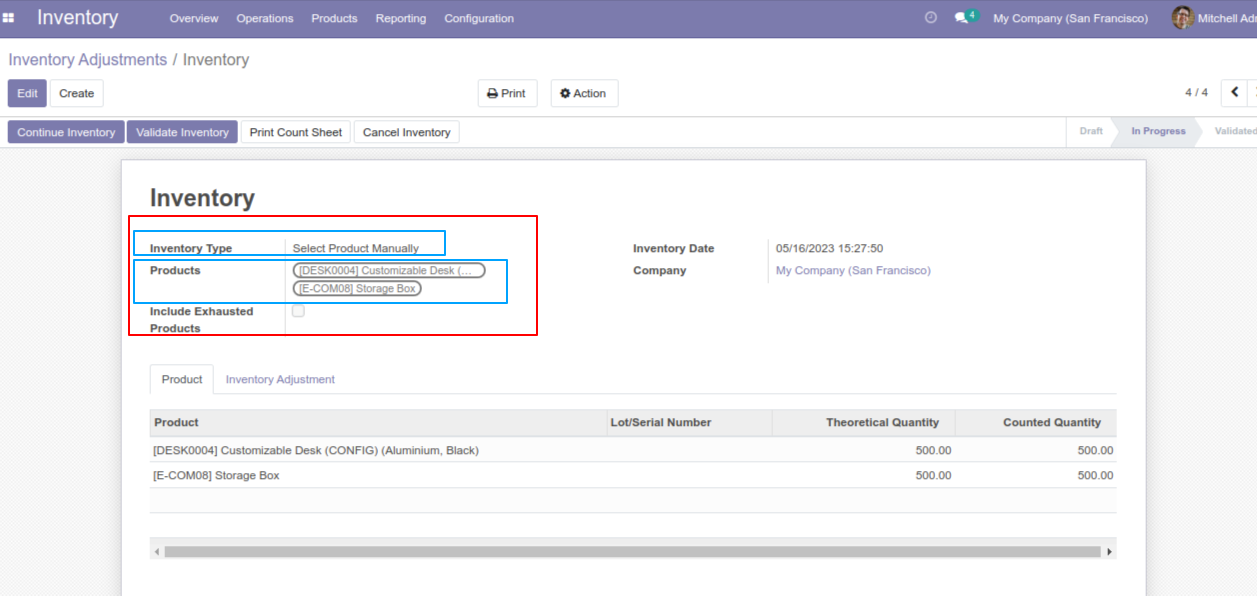 Inventory Overview Operations Products Reporting Configuration 4 My Company (San Francisco) Mitchell Adm
Inventory Adjustments / Inventory
Edit Create Print Action 4 / 4
Continue Inventory Validate Inventory Print Count Sheet Cancel Inventory Draft In Progress Validated
Inventory
Inventory Type Select Product Manually Inventory Date 05/16/2023 15:27:50
Products [DESK0004] Customizable Desk (... Company My Company (San Francisco)
[E-COM08] Storage Box
Include Exhausted
Products
Product Inventory Adjustment
Product Lot/Serial Number Theoretical Quantity Counted Quantity
[DESK0004] Customizable Desk (CONFIG) (Aluminium, Black) 500.00 500.00
[E-COM08] Storage Box 500.00 500.00